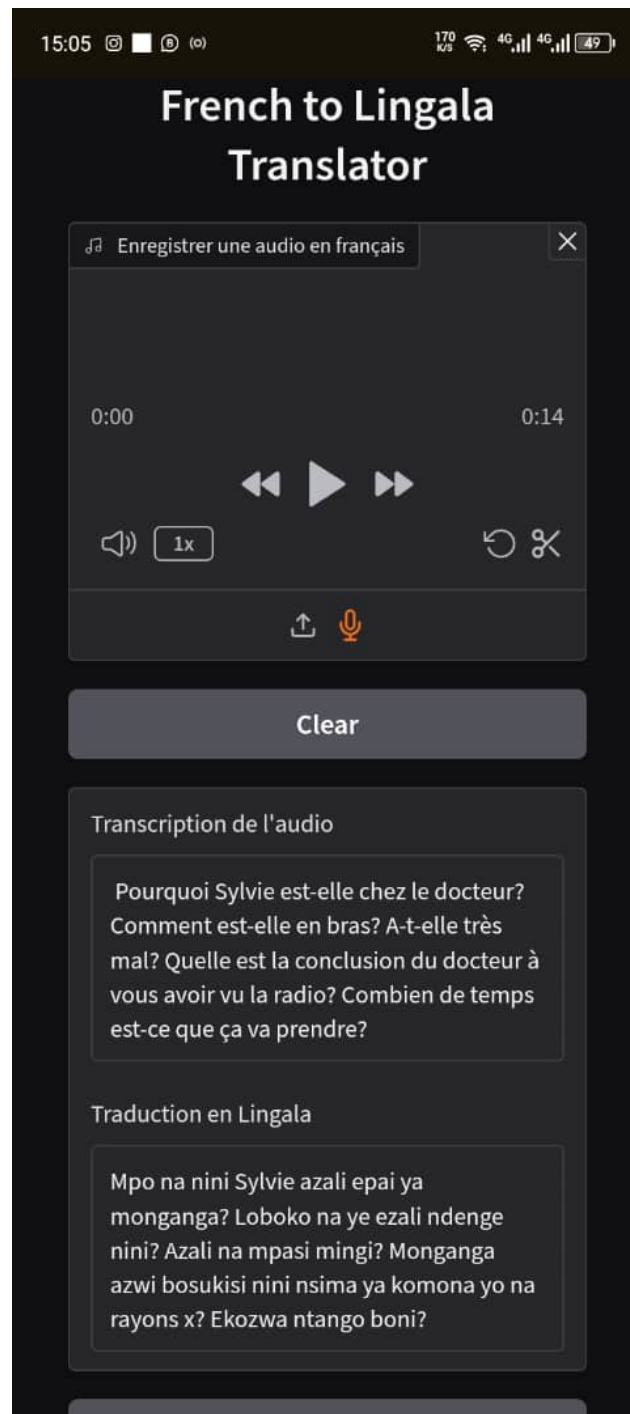 15:05 170 K/S 4G 4G 49
French to Lingala
Translator
Enregistrer une audio en français
0:00 0:14
1x
Clear
Transcription de l'audio
Pourquoi Sylvie est-elle chez le docteur?
Comment est-elle en bras? A-t-elle très
mal? Quelle est la conclusion du docteur à
vous avoir vu la radio? Combien de temps
est-ce que ça va prendre?
Traduction en Lingala
Mpo na nini Sylvie azali epai ya
monganga? Loboko na ye ezali ndenge
nini? Azali na mpasi mingi? Monganga
azwi bosukisi nini nsima ya komona yo na
rayons x? Ekozwa ntango boni?